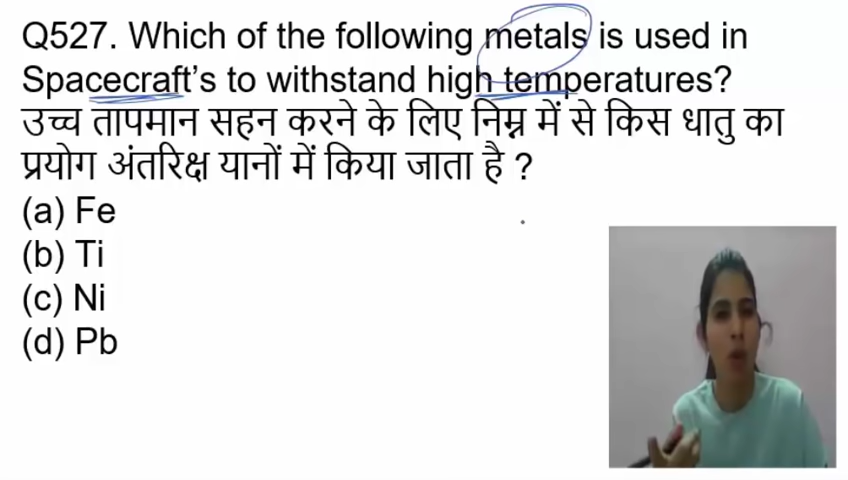 Q527. Which of the following metals is used in
Spacecraft's to withstand high temperatures?
उच्च तापमान सहन करने के लिए निम्न में से किस धातु का
प्रयोग अंतरिक्ष यानों में किया जाता है ?
(a) Fe
(b) Ti
(c) Ni
(d) Pb